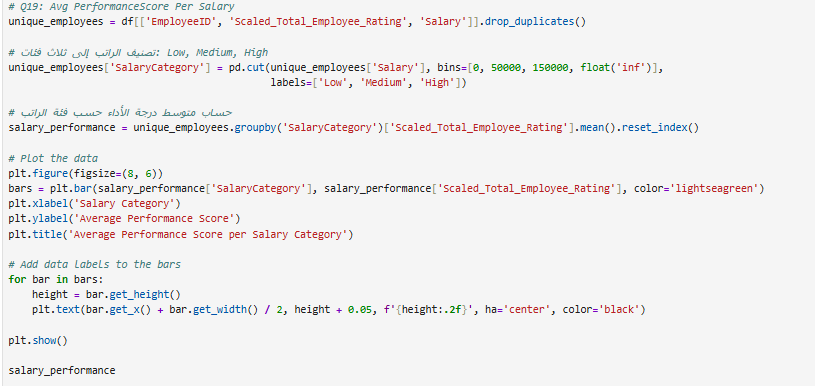 # Q19: Avg PerformanceScore Per Salary
unique_employees = df[['EmployeeID', 'Scaled_Total_Employee_Rating', 'Salary']].drop_duplicates()
# تصنيف الراتب إلى ثلاث فئات: Low, Medium, High
unique_employees['SalaryCategory'] = pd.cut(unique_employees['Salary'], bins=[0, 50000, 150000, float('inf')],
labels=['Low', 'Medium', 'High'])
# حساب متوسط درجة الأداء حسب فئة الراتب
salary_performance = unique_employees.groupby('SalaryCategory')['Scaled_Total_Employee_Rating'].mean().reset_index()
# Plot the data
plt.figure(figsize=(8, 6))
bars = plt.bar(salary_performance['SalaryCategory'], salary_performance['Scaled_Total_Employee_Rating'], color='lightseagreen')
plt.xlabel('Salary Category')
plt.ylabel('Average Performance Score')
plt.title('Average Performance Score per Salary Category')
# Add data labels to the bars
for bar in bars:
height = bar.get_height()
plt.text(bar.get_x() + bar.get_width() / 2, height + 0.05, f'{height:.2f}', ha='center', color='black')
plt.show()
salary_performance